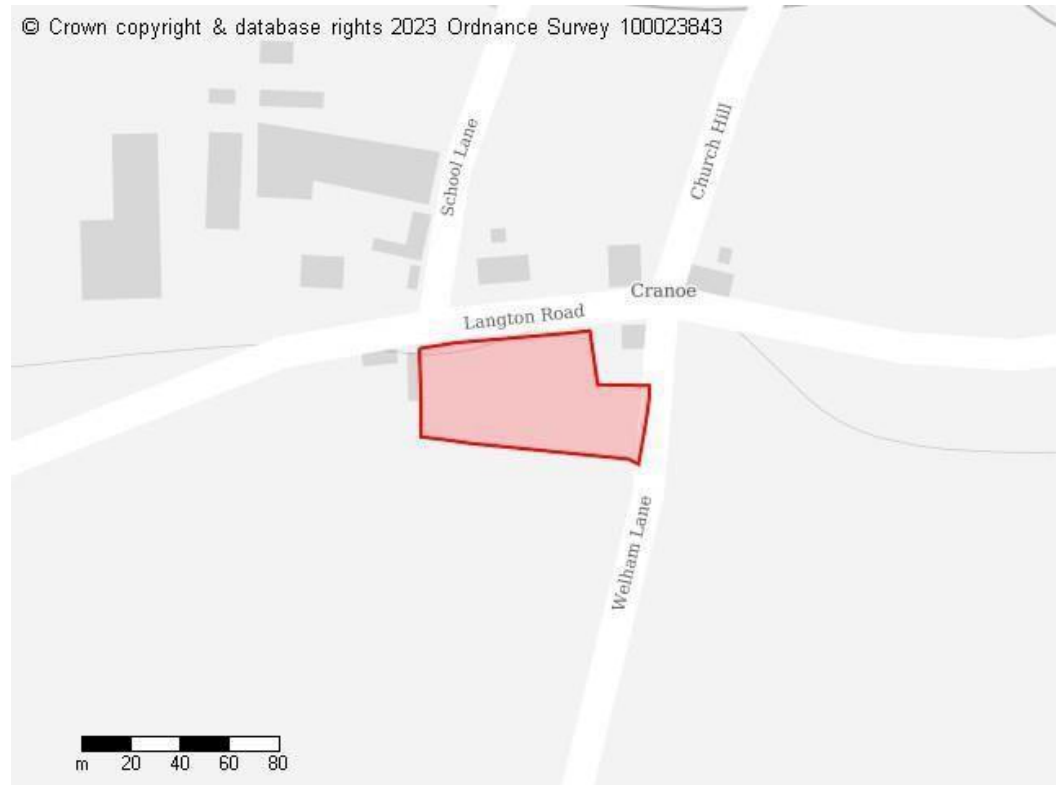 © Crown copyright & database rights 2023 Ordnance Survey 100023843
School Lane
Church Hill
Cranoe
Langton Road
Welham Lane
m 20 40 60 80